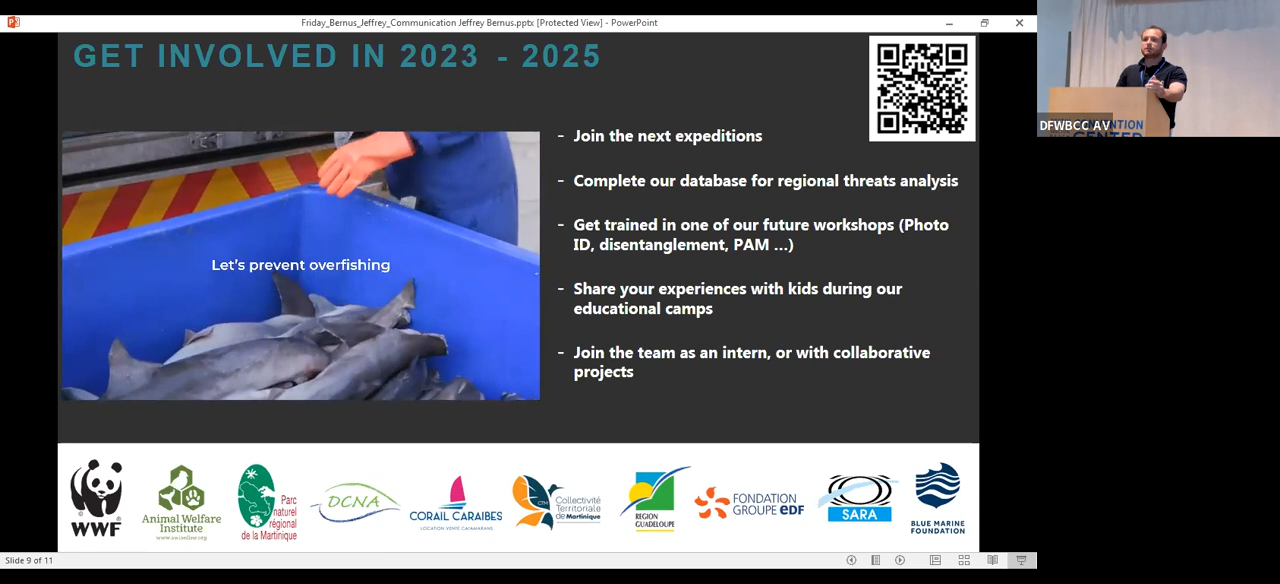 Friday_Bernus_Jeffrey_Communication Jeffrey Bernus.pptx [Protected View] - PowerPoint
GET INVOLVED IN 2023 - 2025
- Join the next expeditions
- Complete our database for regional threats analysis
- Get trained in one of our future workshops (Photo
ID, disentanglement, PAM ...)
- Share your experiences with kids during our
educational camps
- Join the team as an intern, or with collaborative
projects
Let's prevent overfishing
WWF
Animal Welfare
Institute
www.awionline.org
Parc
naturel
régional
de la Martinique
DCNA
CORAIL CARAIBES
LOCATION VENTE CATAMARANS
CTM
Collectivité
Territoriale
de Martinique
REGION
GUADELOUPE
FONDATION
GROUPE EDF
SARA
BLUE MARINE
FOUNDATION
Slide 9 of 11
DFWBCC AV
CONVENTION
CENTER